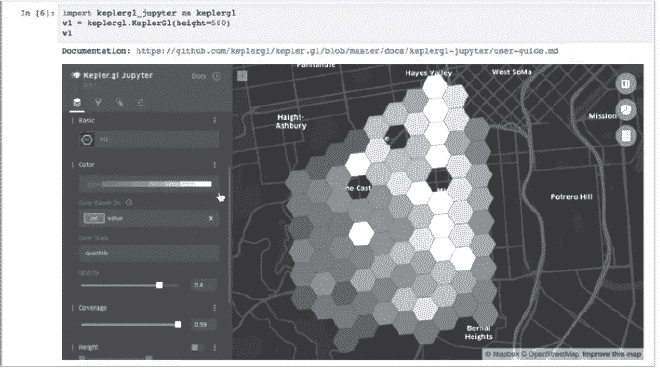 In [6]:
import keplergl_jupyter as keplergl
w1 = keplergl.KeplerGl(height=500)
w1
Documentation: https://github.com/keplergl/kepler.gl/blob/master/docs/keplergl-jupyter/user-guide.md
Kepler.gl Jupyter
Docs
Basic
H3
Color
Color Based On
int value
Color Scale
quantile
Opacity
0.8
Coverage
0.99
Height
Hayes Valley
West SoMa
Haight-
Ashbury
Mission
Potrero Hill
Bernal
Heights
© Mapbox © OpenStreetMap Improve this map